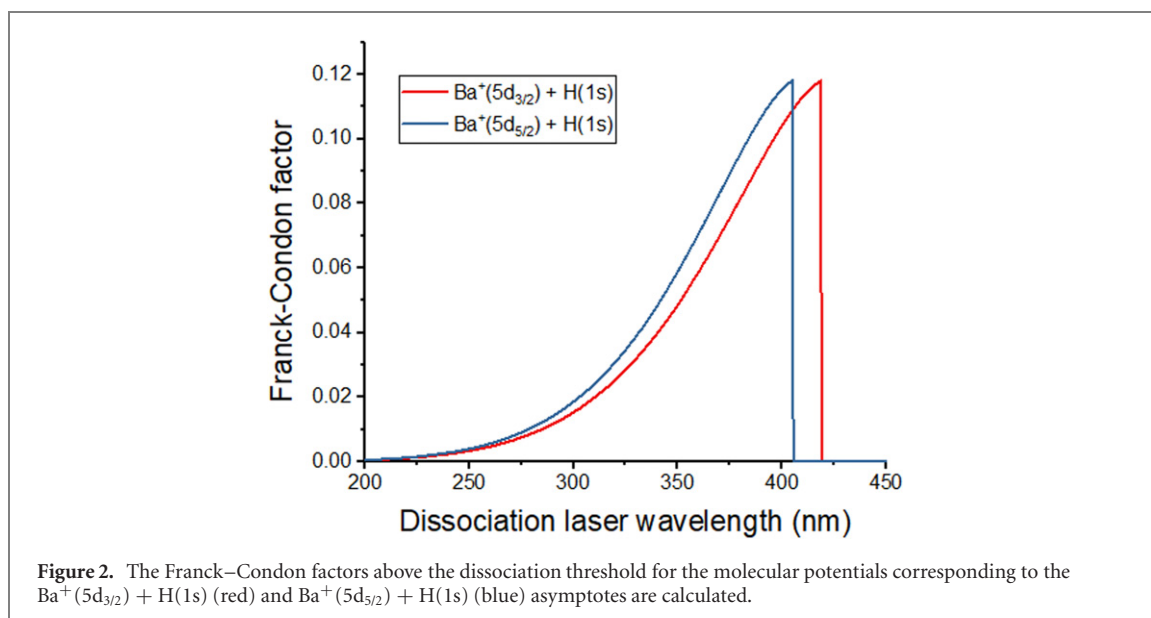 Franck-Condon factor
0.12
0.10
0.08
0.06
0.04
0.02
0.00
Ba⁺(5d₃/₂) + H(1s)
Ba⁺(5d₅/₂) + H(1s)
200 250 300 350 400 450
Dissociation laser wavelength (nm)
Figure 2. The Franck–Condon factors above the dissociation threshold for the molecular potentials corresponding to the
Ba⁺(5d₃/₂) + H(1s) (red) and Ba⁺(5d₅/₂) + H(1s) (blue) asymptotes are calculated.